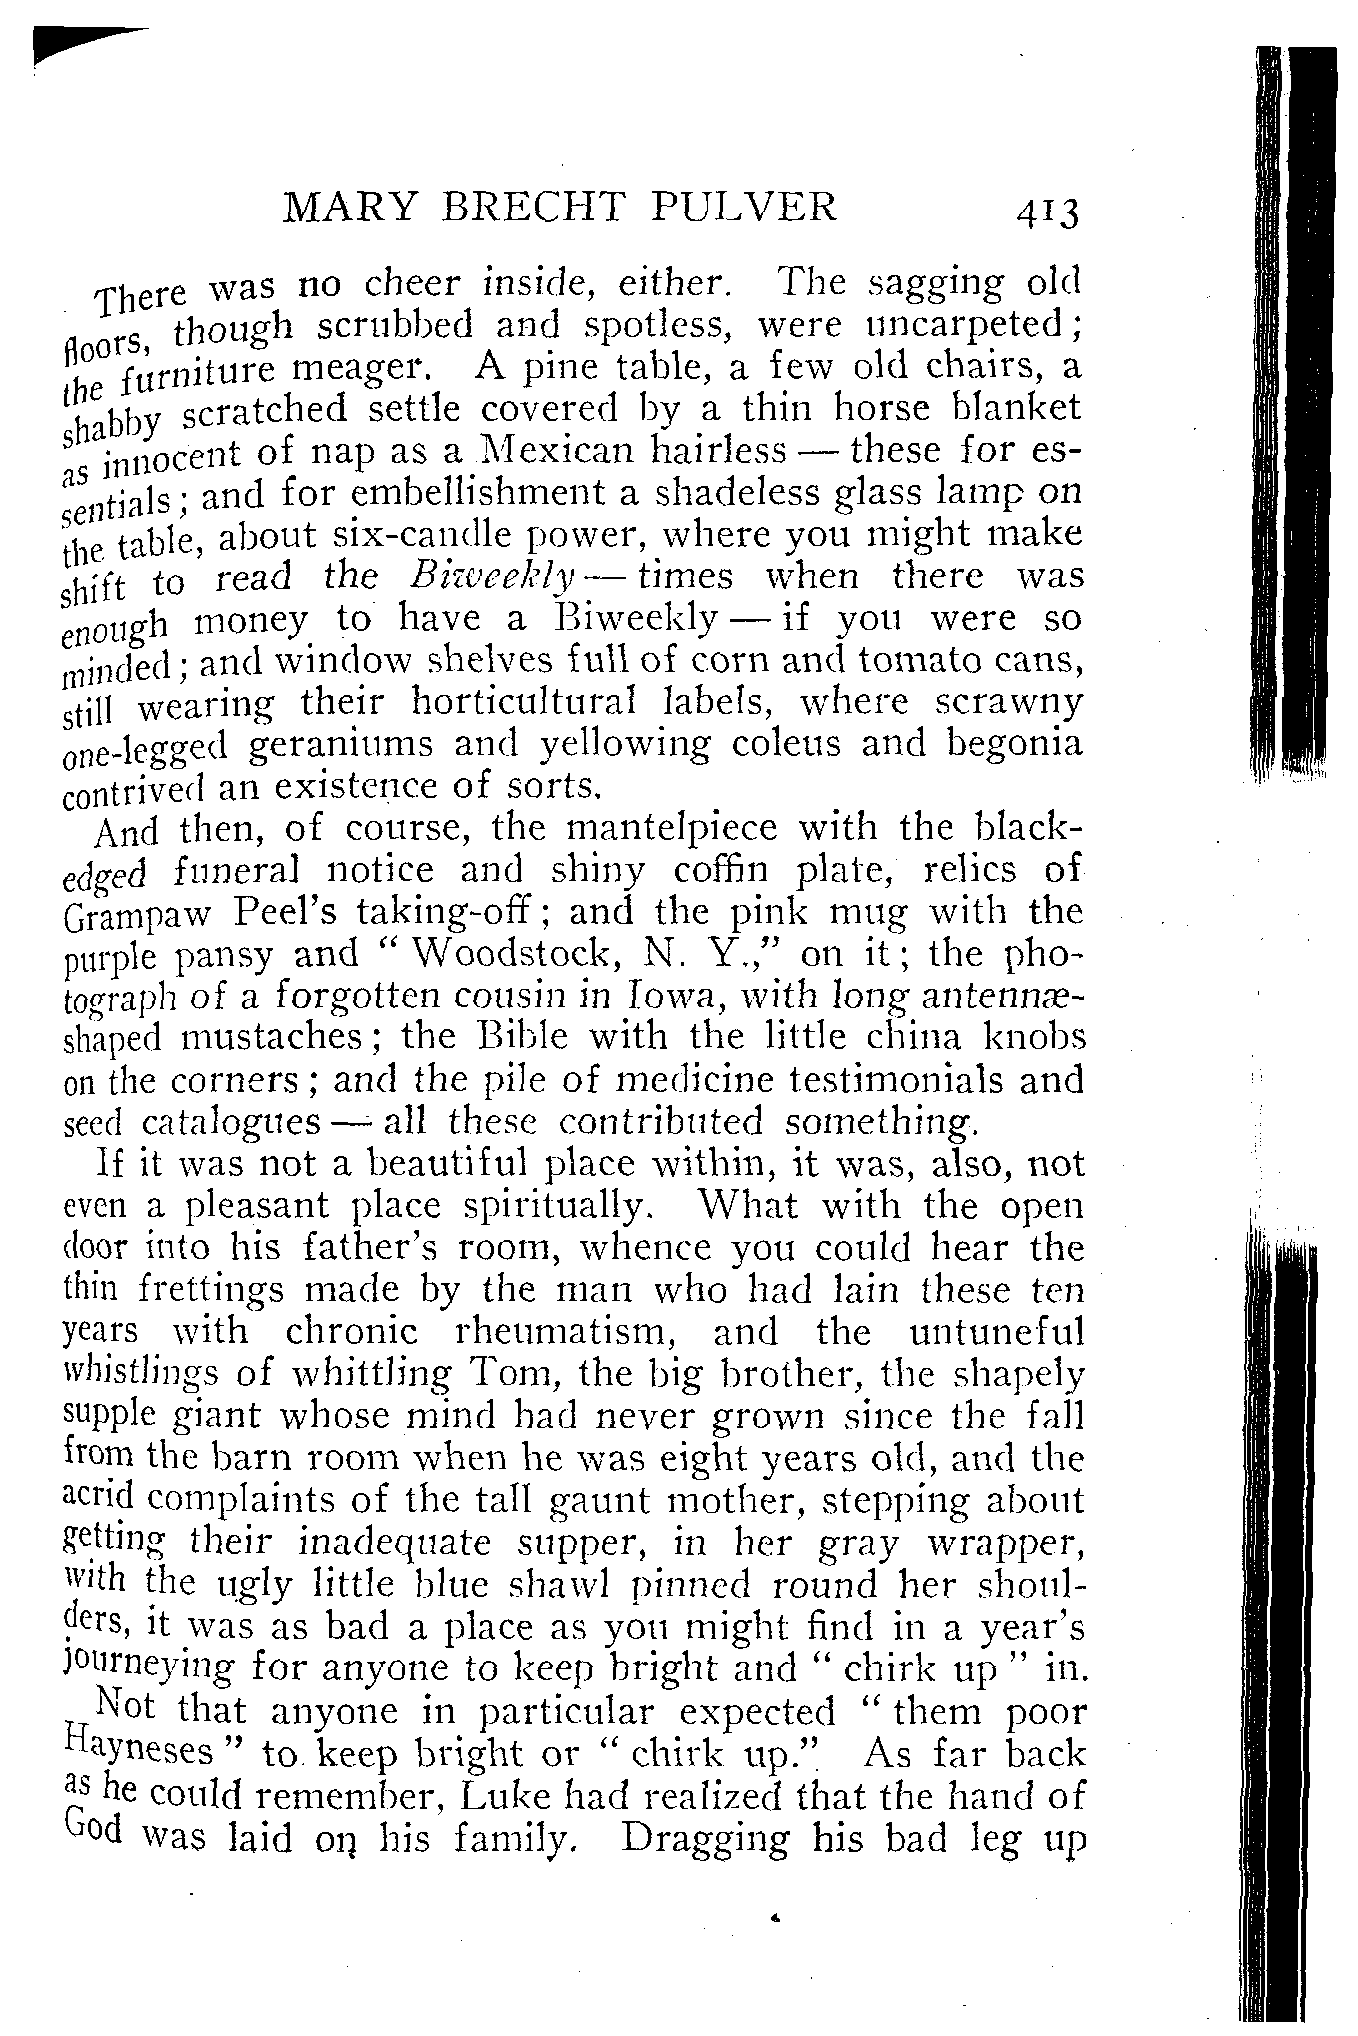 MARY BRECHT PULVER 413
There was no cheer inside, either. The sagging old
floors, though scrubbed and spotless, were uncarpeted;
the furniture meager. A pine table, a few old chairs, a
shabby scratched settle covered by a thin horse blanket
as innocent of nap as a Mexican hairless — these for es-
sentials; and for embellishment a shadeless glass lamp on
the table, about six-candle power, where you might make
shift to read the Biweekly — times when there was
enough money to have a Biweekly — if you were so
minded; and window shelves full of corn and tomato cans,
still wearing their horticultural labels, where scrawny
one-legged geraniums and yellowing coleus and begonia
contrived an existence of sorts.
And then, of course, the mantelpiece with the black-
edged funeral notice and shiny coffin plate, relics of
Grampaw Peel's taking-off; and the pink mug with the
purple pansy and " Woodstock, N. Y.," on it; the pho-
tograph of a forgotten cousin in Iowa, with long antennæ-
shaped mustaches; the Bible with the little china knobs
on the corners; and the pile of medicine testimonials and
seed catalogues — all these contributed something.
If it was not a beautiful place within, it was, also, not
even a pleasant place spiritually. What with the open
door into his father's room, whence you could hear the
thin frettings made by the man who had lain these ten
years with chronic rheumatism, and the untuneful
whistlings of whittling Tom, the big brother, the shapely
supple giant whose mind had never grown since the fall
from the barn room when he was eight years old, and the
acrid complaints of the tall gaunt mother, stepping about
getting their inadequate supper, in her gray wrapper,
with the ugly little blue shawl pinned round her shoul-
ders, it was as bad a place as you might find in a year's
journeying for anyone to keep bright and " chirk up " in.
Not that anyone in particular expected " them poor
Hayneses " to keep bright or " chirk up." As far back
as he could remember, Luke had realized that the hand of
God was laid on his family. Dragging his bad leg up